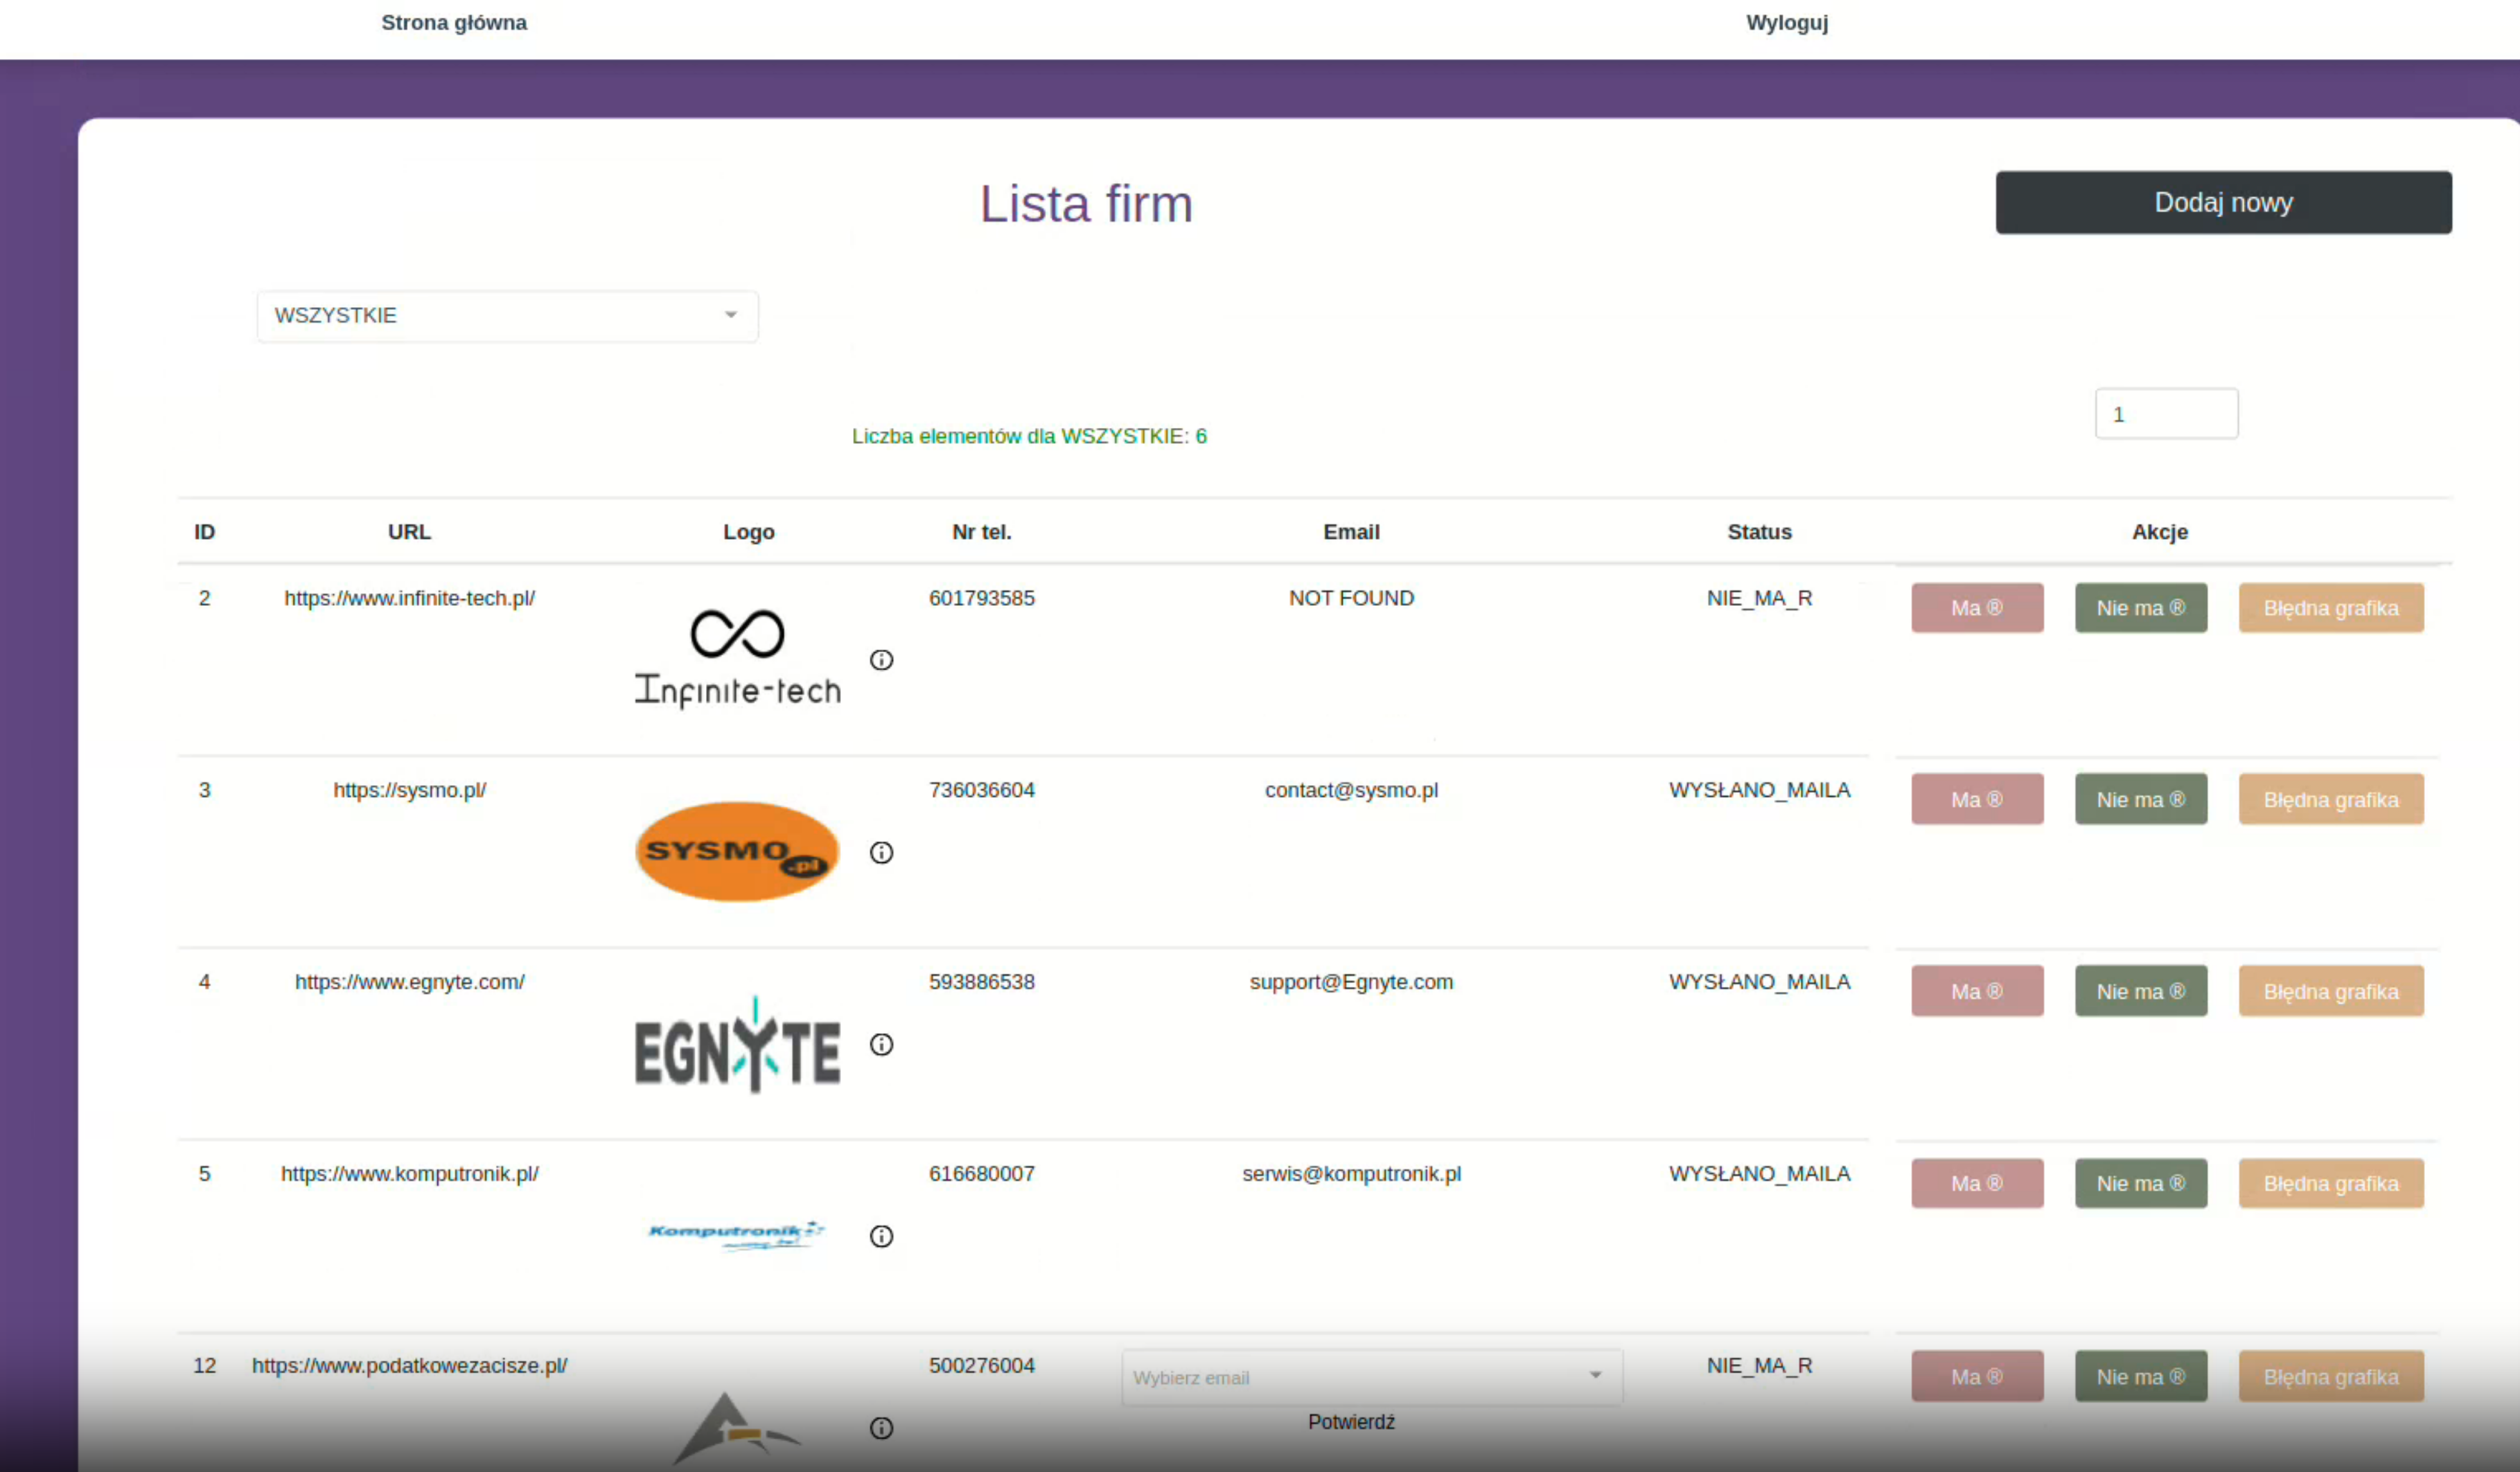 Strona główna
Wyloguj
Lista firm
Dodaj nowy
WSZYSTKIE
1
Liczba elementów dla WSZYSTKIE: 6
ID URL Logo Nr tel. Email Status Akcje
2 https://www.infinite-tech.pl/ 601793585 NOT FOUND NIE_MA_R Ma ® Nie ma ® Błędna grafika
Infinite-tech
3 https://sysmo.pl/ 736036604 contact@sysmo.pl WYSŁANO_MAILA Ma ® Nie ma ® Błędna grafika
SYSMO.pl
4 https://www.egnyte.com/ 593886538 support@Egnyte.com WYSŁANO_MAILA Ma ® Nie ma ® Błędna grafika
EGNYTE
5 https://www.komputronik.pl/ 616680007 serwis@komputronik.pl WYSŁANO_MAILA Ma ® Nie ma ® Błędna grafika
Komputronik
12 https://www.podatkowezacisze.pl/ 500276004 Wybierz email NIE_MA_R Ma ® Nie ma ® Błędna grafika
Potwierdź